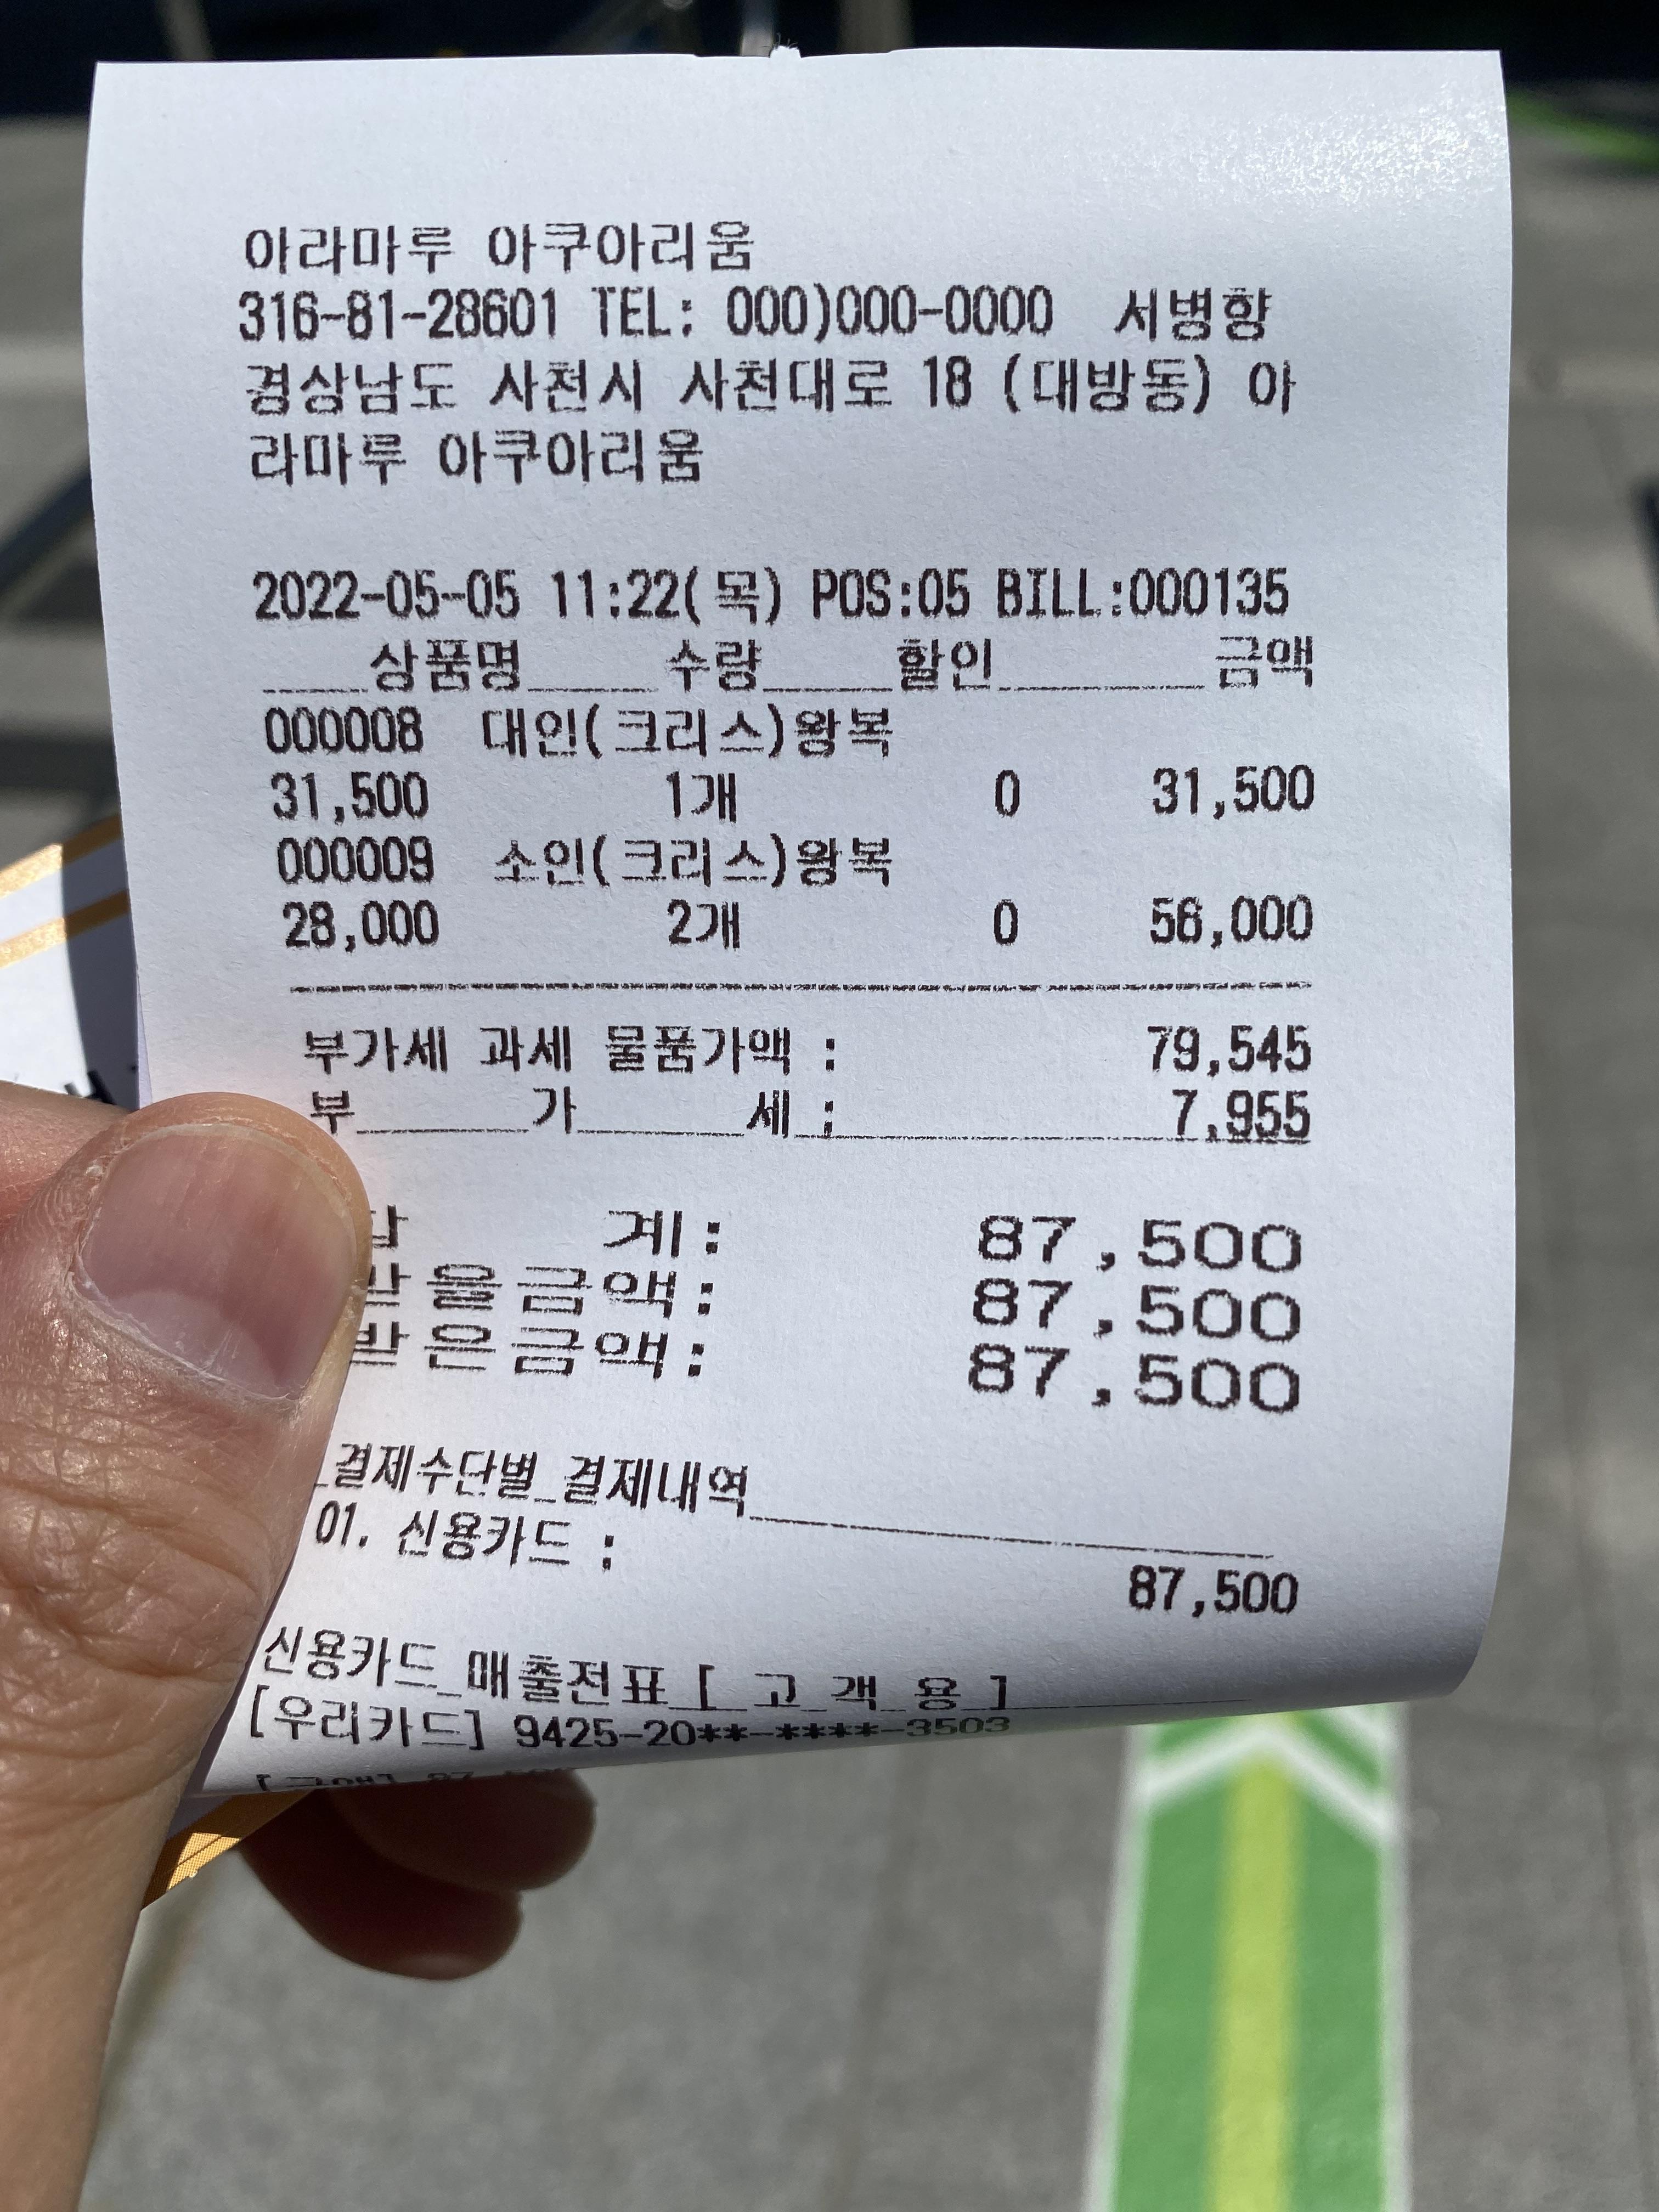 아라마루 아쿠아리움
316-81-28601 TEL: 000)000-0000 서병항
경상남도 사천시 사천대로 18 (대방동) 아
라마루 아쿠아리움
2022-05-05 11:22(목) POS:05 BILL:000135
상품명 수량 할인 금액
000008 대인(크리스)왕복
31,500 1개 0 31,500
000009 소인(크리스)왕복
28,000 2개 0 56,000
부가세 과세 물품가액 : 79,545
부 가 세 : 7,955
계: 87,500
을금액: 87,500
은금액: 87,500
결제수단별 결제내역
01. 신용카드 :
87,500
신용카드 매출전표 [ 고 객 용 ]
[우리카드] 9425-20**-****-3503